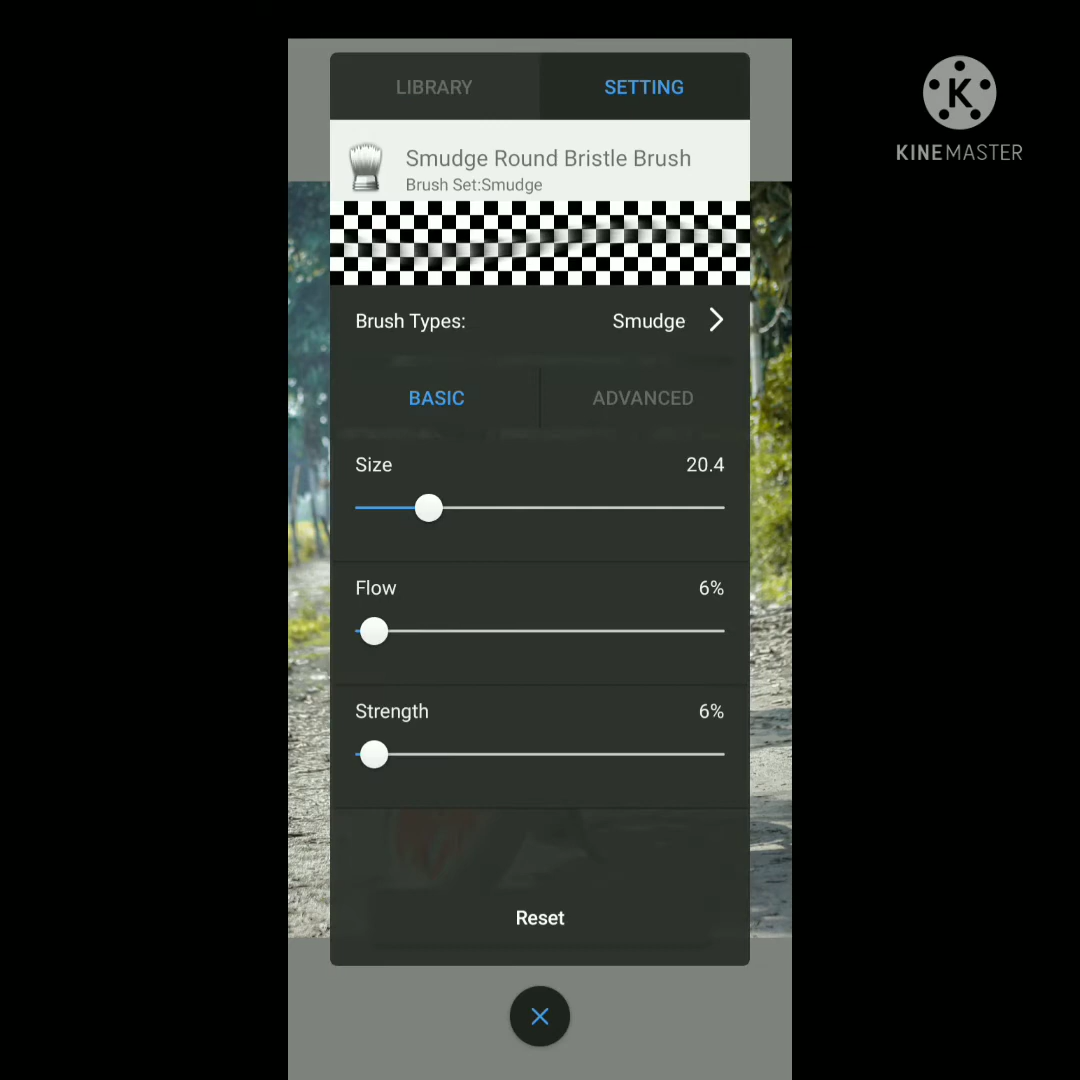 LIBRARY
SETTING
K
KINEMASTER
Smudge Round Bristle Brush
Brush Set:Smudge
Brush Types:
Smudge
BASIC
ADVANCED
Size
20.4
Flow
6%
Strength
6%
Reset